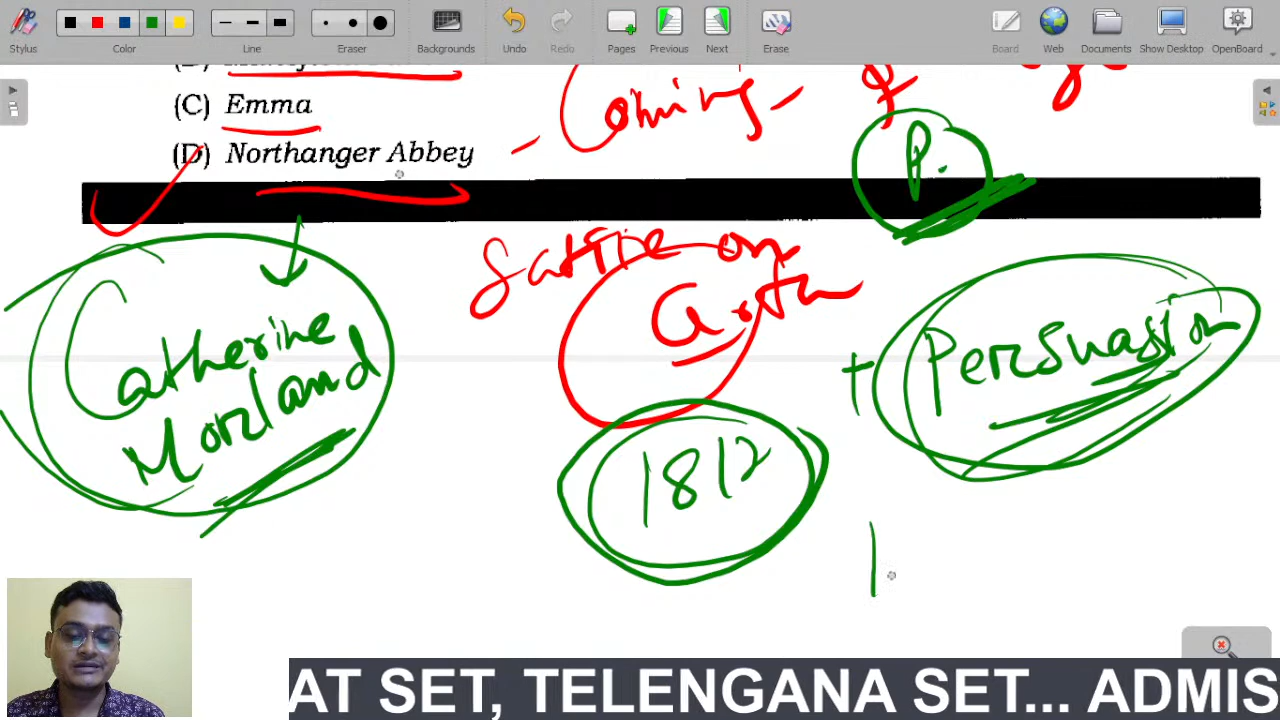 Stylus
Color
Line
Eraser
Backgrounds
Undo
Redo
Pages
Previous
Next
Erase
Board
Web
Documents
Show Desktop
OpenBoard
(C) Emma
(D) Northanger Abbey
Coming -
P.
Satire on
Catherine
Morland
+ Persuasion
1812
AT SET, TELENGANA SET... ADMIS